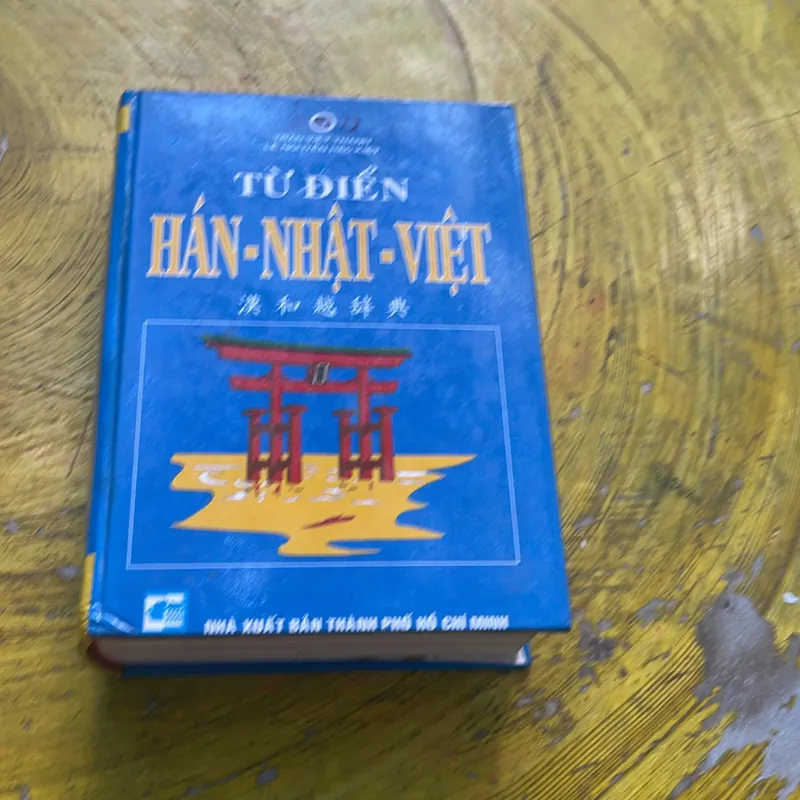 TỪ ĐIỂN
HÁN-NHẬT-VIỆT
漢和越辞典
NHÀ XUẤT BẢN THÀNH PHỐ HỒ CHÍ MINH